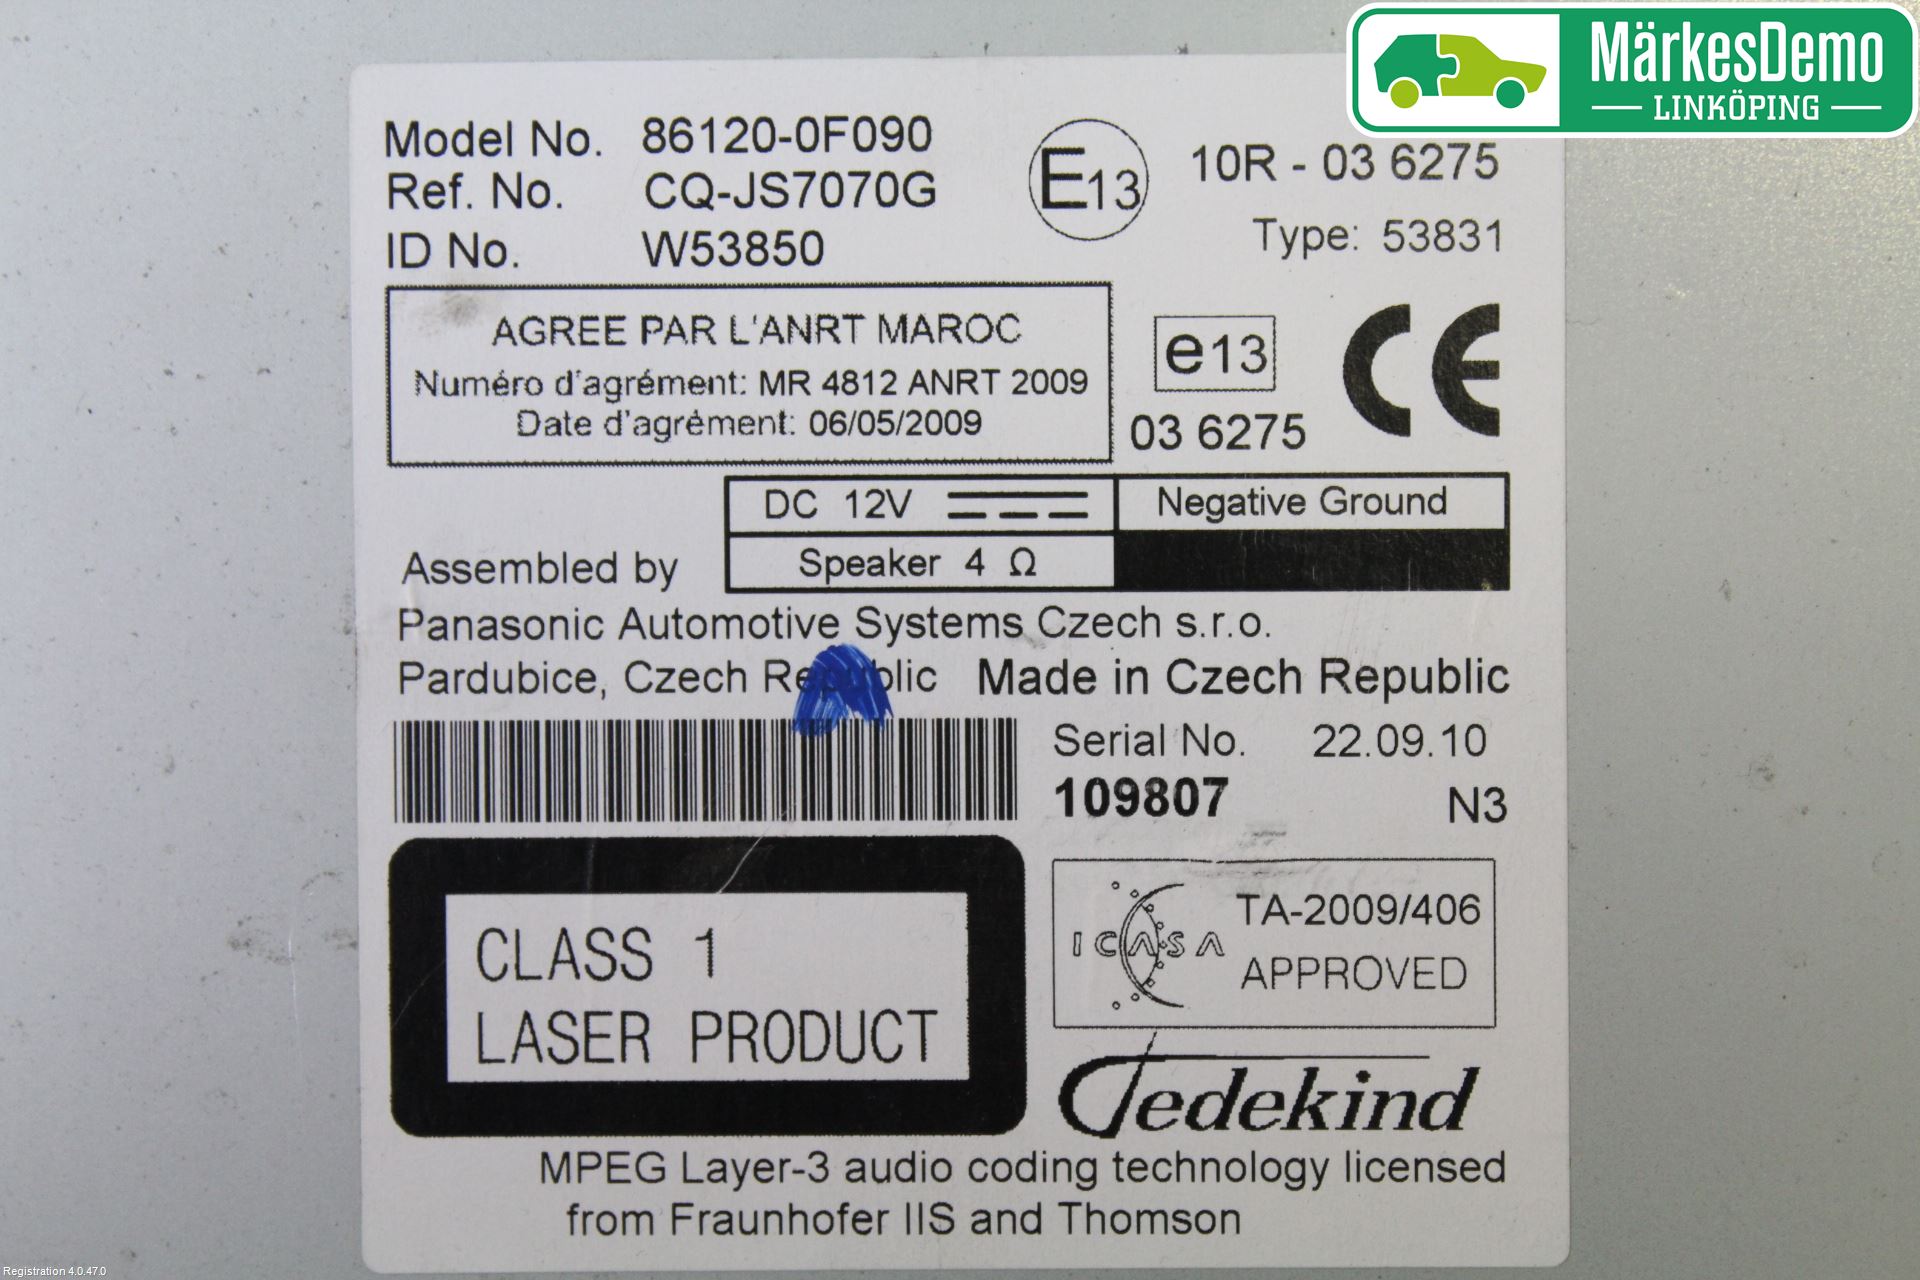 MärkesDemo
LINKÖPING
Model No. 86120-0F090
Ref. No. CQ-JS7070G
ID No. W53850
E13
10R - 03 6275
Type: 53831
AGREE PAR L'ANRT MAROC
Numéro d'agrément: MR 4812 ANRT 2009
Date d'agrément: 06/05/2009
e13
03 6275
CE
DC 12V
Negative Ground
Speaker 4 Ω
Assembled by
Panasonic Automotive Systems Czech s.r.o.
Pardubice, Czech Republic Made in Czech Republic
Serial No. 22.09.10
109807 N3
CLASS 1
LASER PRODUCT
ICASA
TA-2009/406
APPROVED
Jedekind
MPEG Layer-3 audio coding technology licensed
from Fraunhofer IIS and Thomson
Registration 4.0.47.0